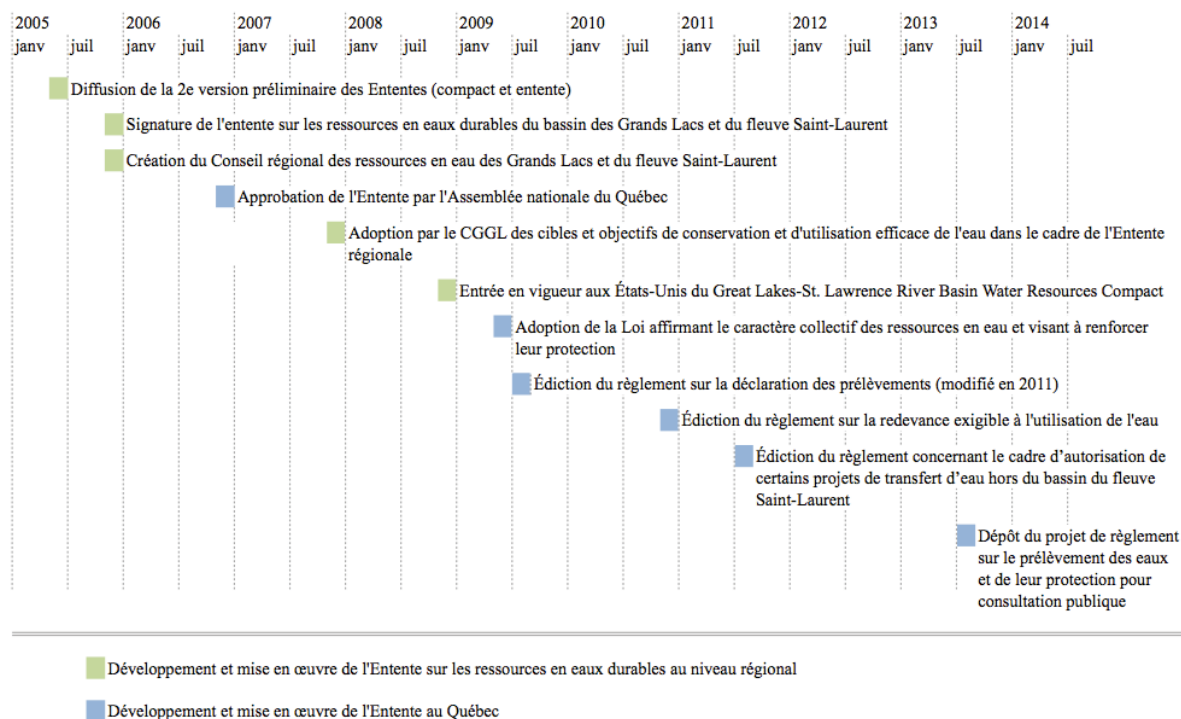 2005 2006 2007 2008 2009 2010 2011 2012 2013 2014
janv juil janv juil janv juil janv juil janv juil janv juil janv juil janv juil janv juil janv juil
Diffusion de la 2e version préliminaire des Ententes (compact et entente)
Signature de l'entente sur les ressources en eaux durables du bassin des Grands Lacs et du fleuve Saint-Laurent
Création du Conseil régional des ressources en eau des Grands Lacs et du fleuve Saint-Laurent
Approbation de l'Entente par l'Assemblée nationale du Québec
Adoption par le CGGL des cibles et objectifs de conservation et d'utilisation efficace de l'eau dans le cadre de l'Entente
régionale
Entrée en vigueur aux États-Unis du Great Lakes-St. Lawrence River Basin Water Resources Compact
Adoption de la Loi affirmant le caractère collectif des ressources en eau et visant à renforcer
leur protection
Édiction du règlement sur la déclaration des prélèvements (modifié en 2011)
Édiction du règlement sur la redevance exigible à l'utilisation de l'eau
Édiction du règlement concernant le cadre d’autorisation de
certains projets de transfert d’eau hors du bassin du fleuve
Saint-Laurent
Dépôt du projet de règlement
sur le prélèvement des eaux
et de leur protection pour
consultation publique
Développement et mise en œuvre de l'Entente sur les ressources en eaux durables au niveau régional
Développement et mise en œuvre de l'Entente au Québec